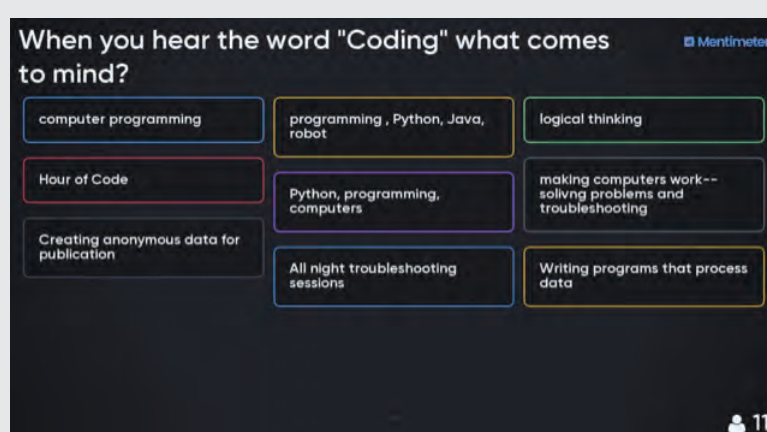 When you hear the word "Coding" what comes
to mind?
Mentimeter
computer programming
Hour of Code
Creating anonymous data for
publication
programming , Python, Java,
robot
Python, programming,
computers
All night troubleshooting
sessions
logical thinking
making computers work--
solivng problems and
troubleshooting
Writing programs that process
data
11